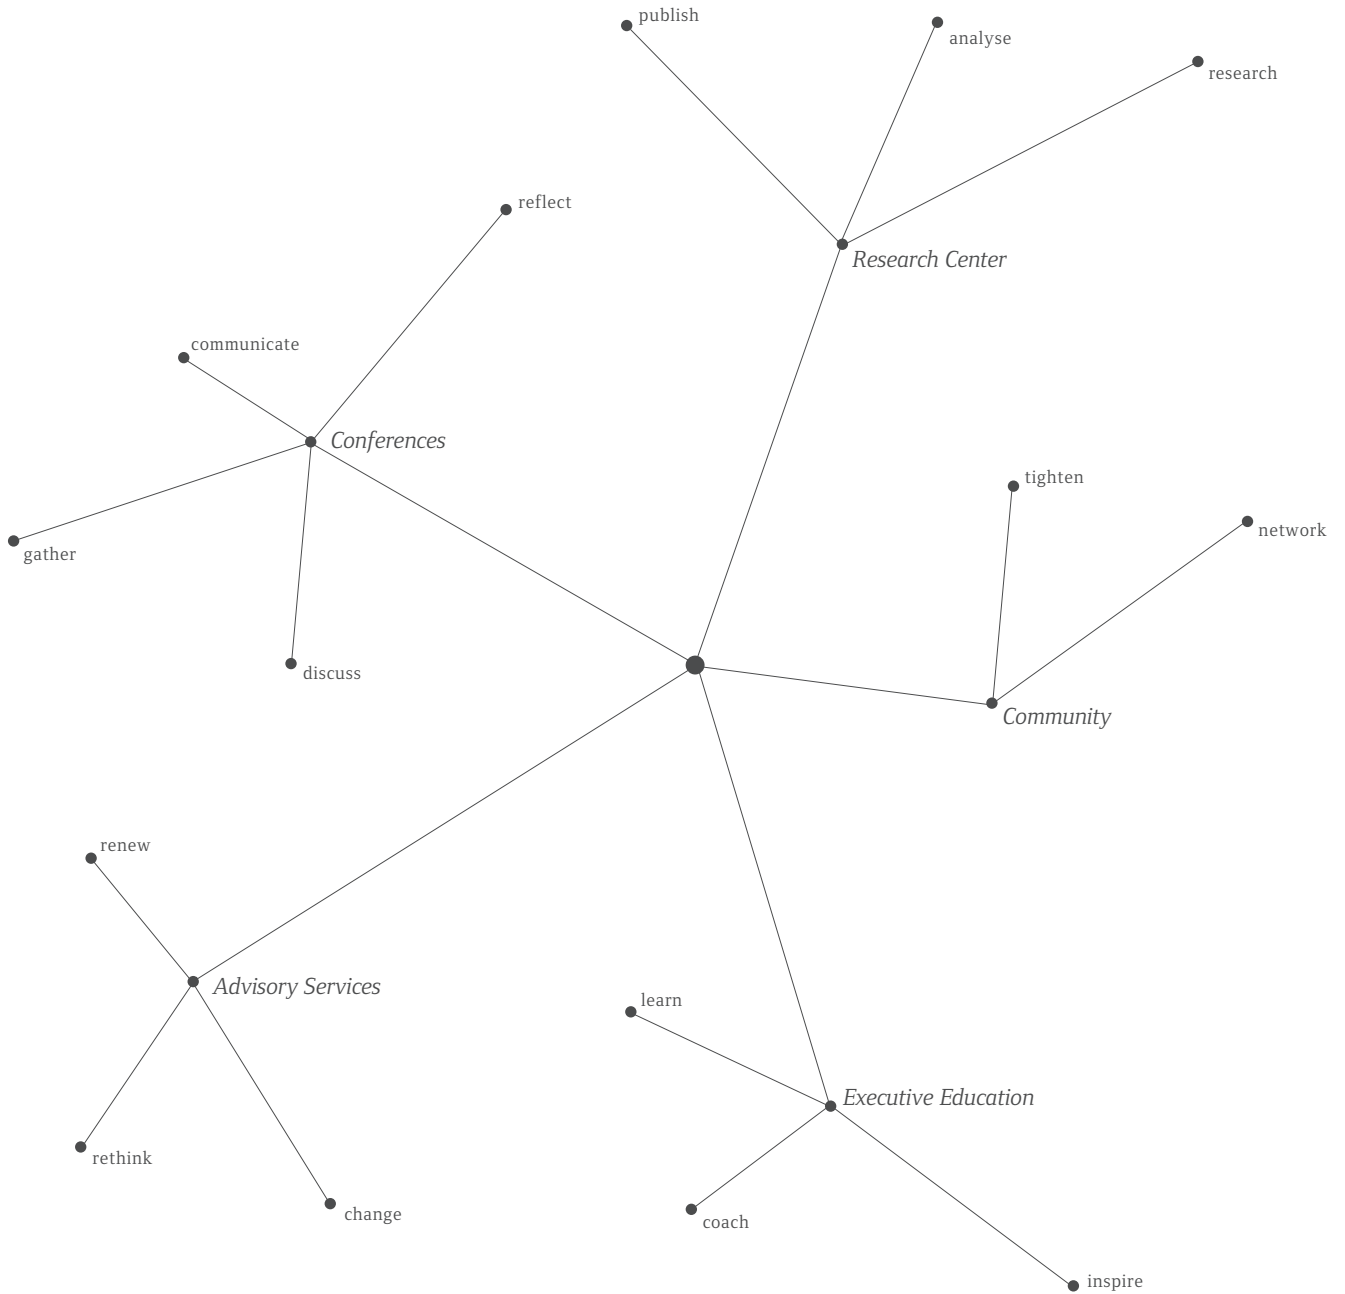 publish
analyse
research
reflect
Research Center
communicate
Conferences
tighten
network
gather
discuss
Community
renew
Advisory Services
learn
Executive Education
rethink
change
coach
inspire